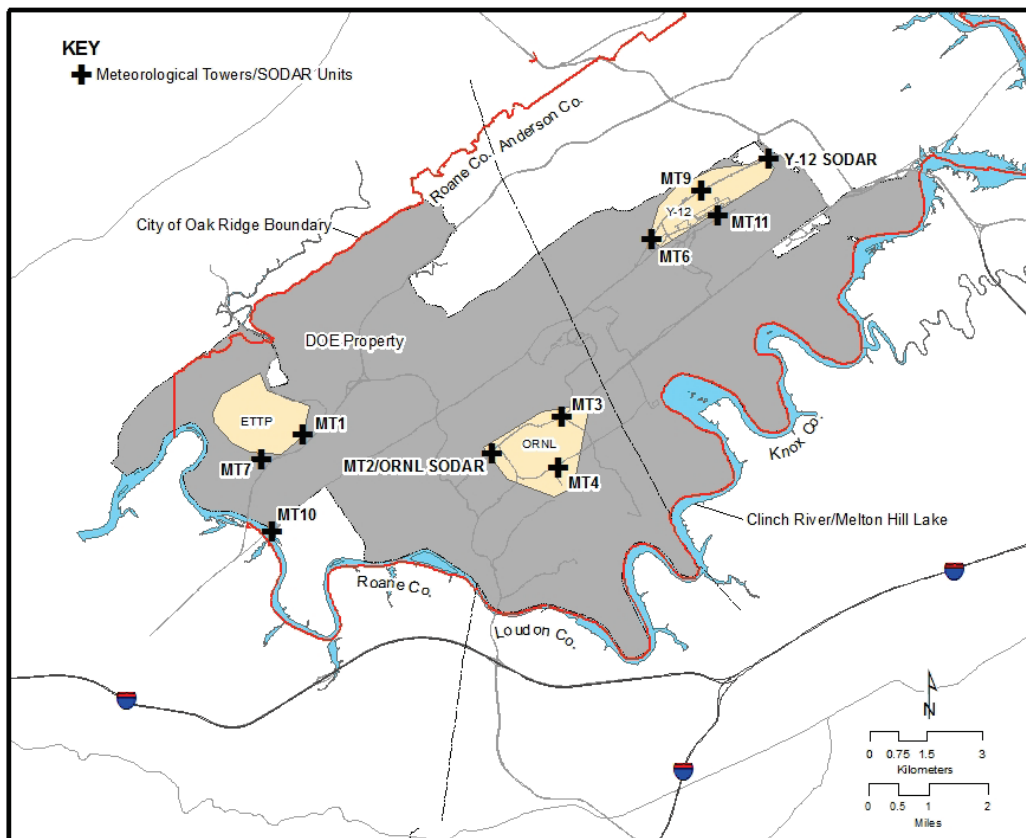 KEY
Meteorological Towers/SODAR Units
Roane Co.
Anderson Co.
Y-12 SODAR
MT9
Y-12
MT11
MT6
City of Oak Ridge Boundary
DOE Property
ETTP
MT1
MT7
MT10
MT3
ORNL
MT2/ORNL SODAR
MT4
Knox Co.
Clinch River/Melton Hill Lake
Roane Co.
Loudon Co.
N
0 0.75 1.5 3
Kilometers
0 0.5 1 2
Miles